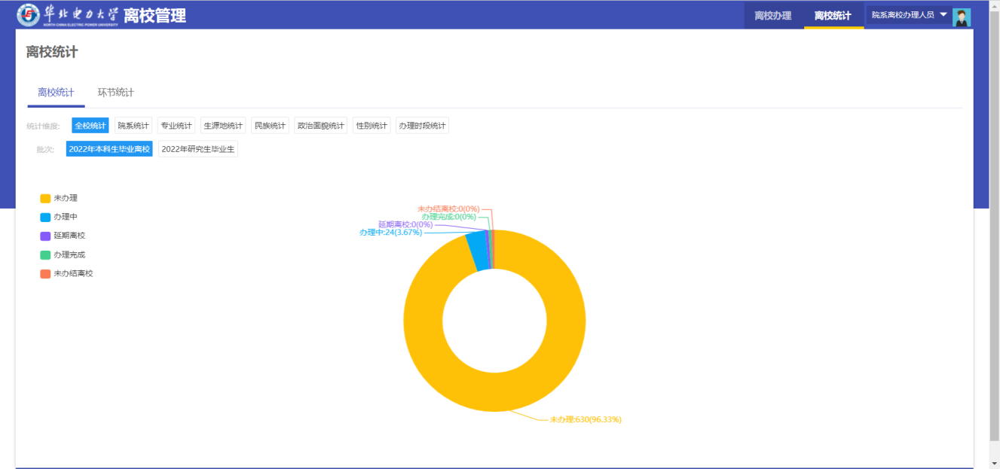 华北电力大学 离校管理 离校办理 离校统计 院系离校办理人员
NORTH CHINA ELECTRIC POWER UNIVERSITY
离校统计
离校统计 环节统计
统计维度: 全校统计 院系统计 专业统计 生源地统计 民族统计 政治面貌统计 性别统计 办理时段统计
批次: 2022年本科生毕业离校 2022年研究生毕业生
未办理
办理中
延期离校
办理完成
未办结离校
未办结离校:0(0%)
办理完成:0(0%)
延期离校:0(0%)
办理中:24(3.67%)
未办理:630(96.33%)